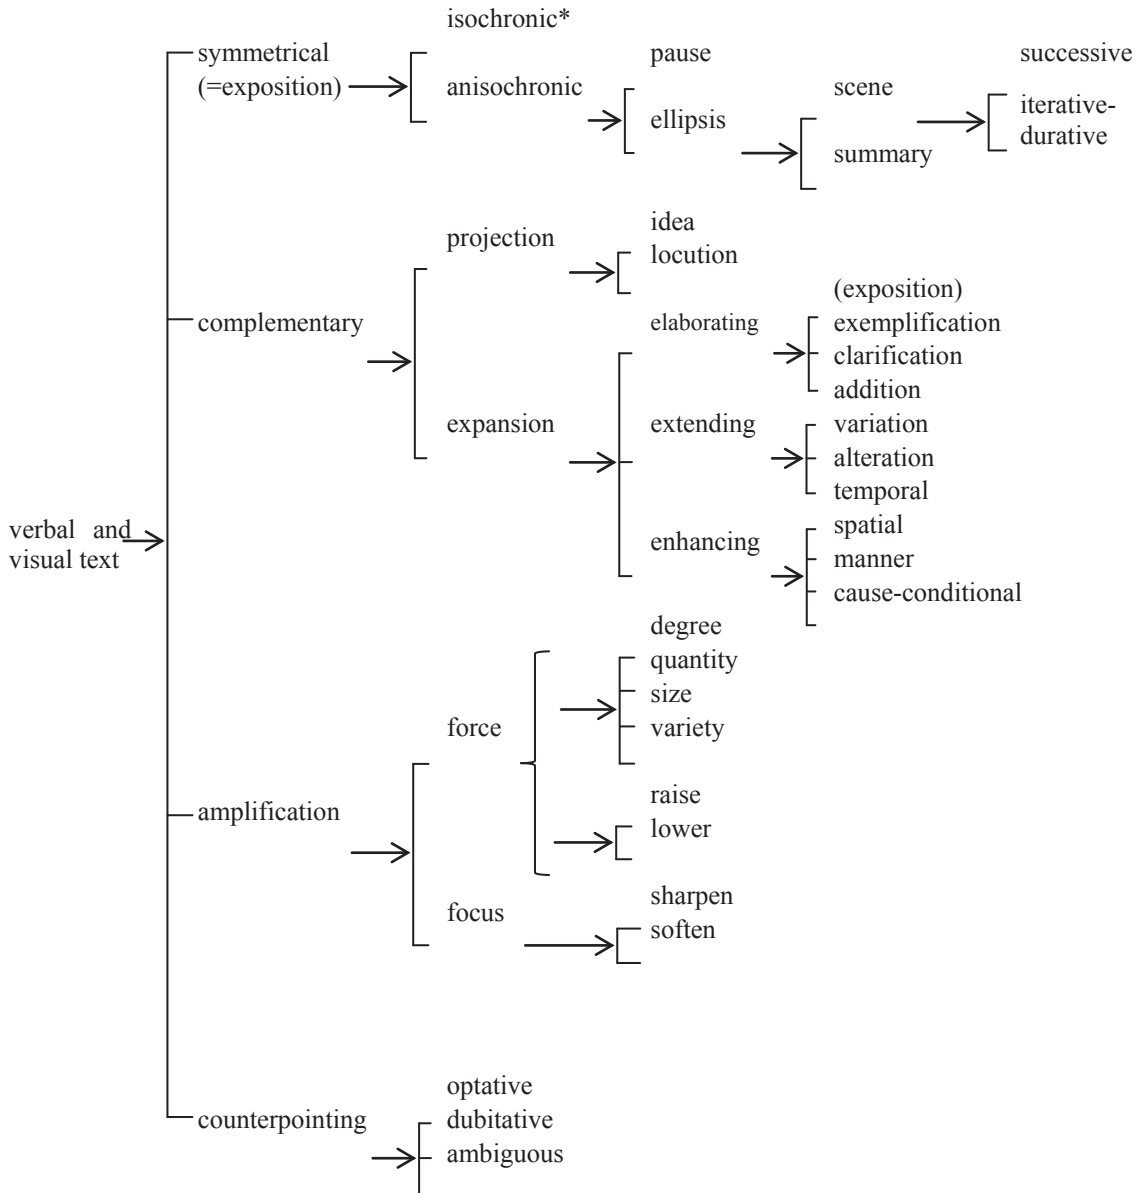 isochronic*
symmetrical
(=exposition)
anisochronic
pause
ellipsis
scene
summary
successive
iterative-
durative
complementary
projection
idea
locution
expansion
elaborating
(exposition)
exemplification
clarification
addition
extending
variation
alteration
temporal
enhancing
spatial
manner
cause-conditional
verbal and
visual text
amplification
force
degree
quantity
size
variety
raise
lower
focus
sharpen
soften
counterpointing
optative
dubitative
ambiguous